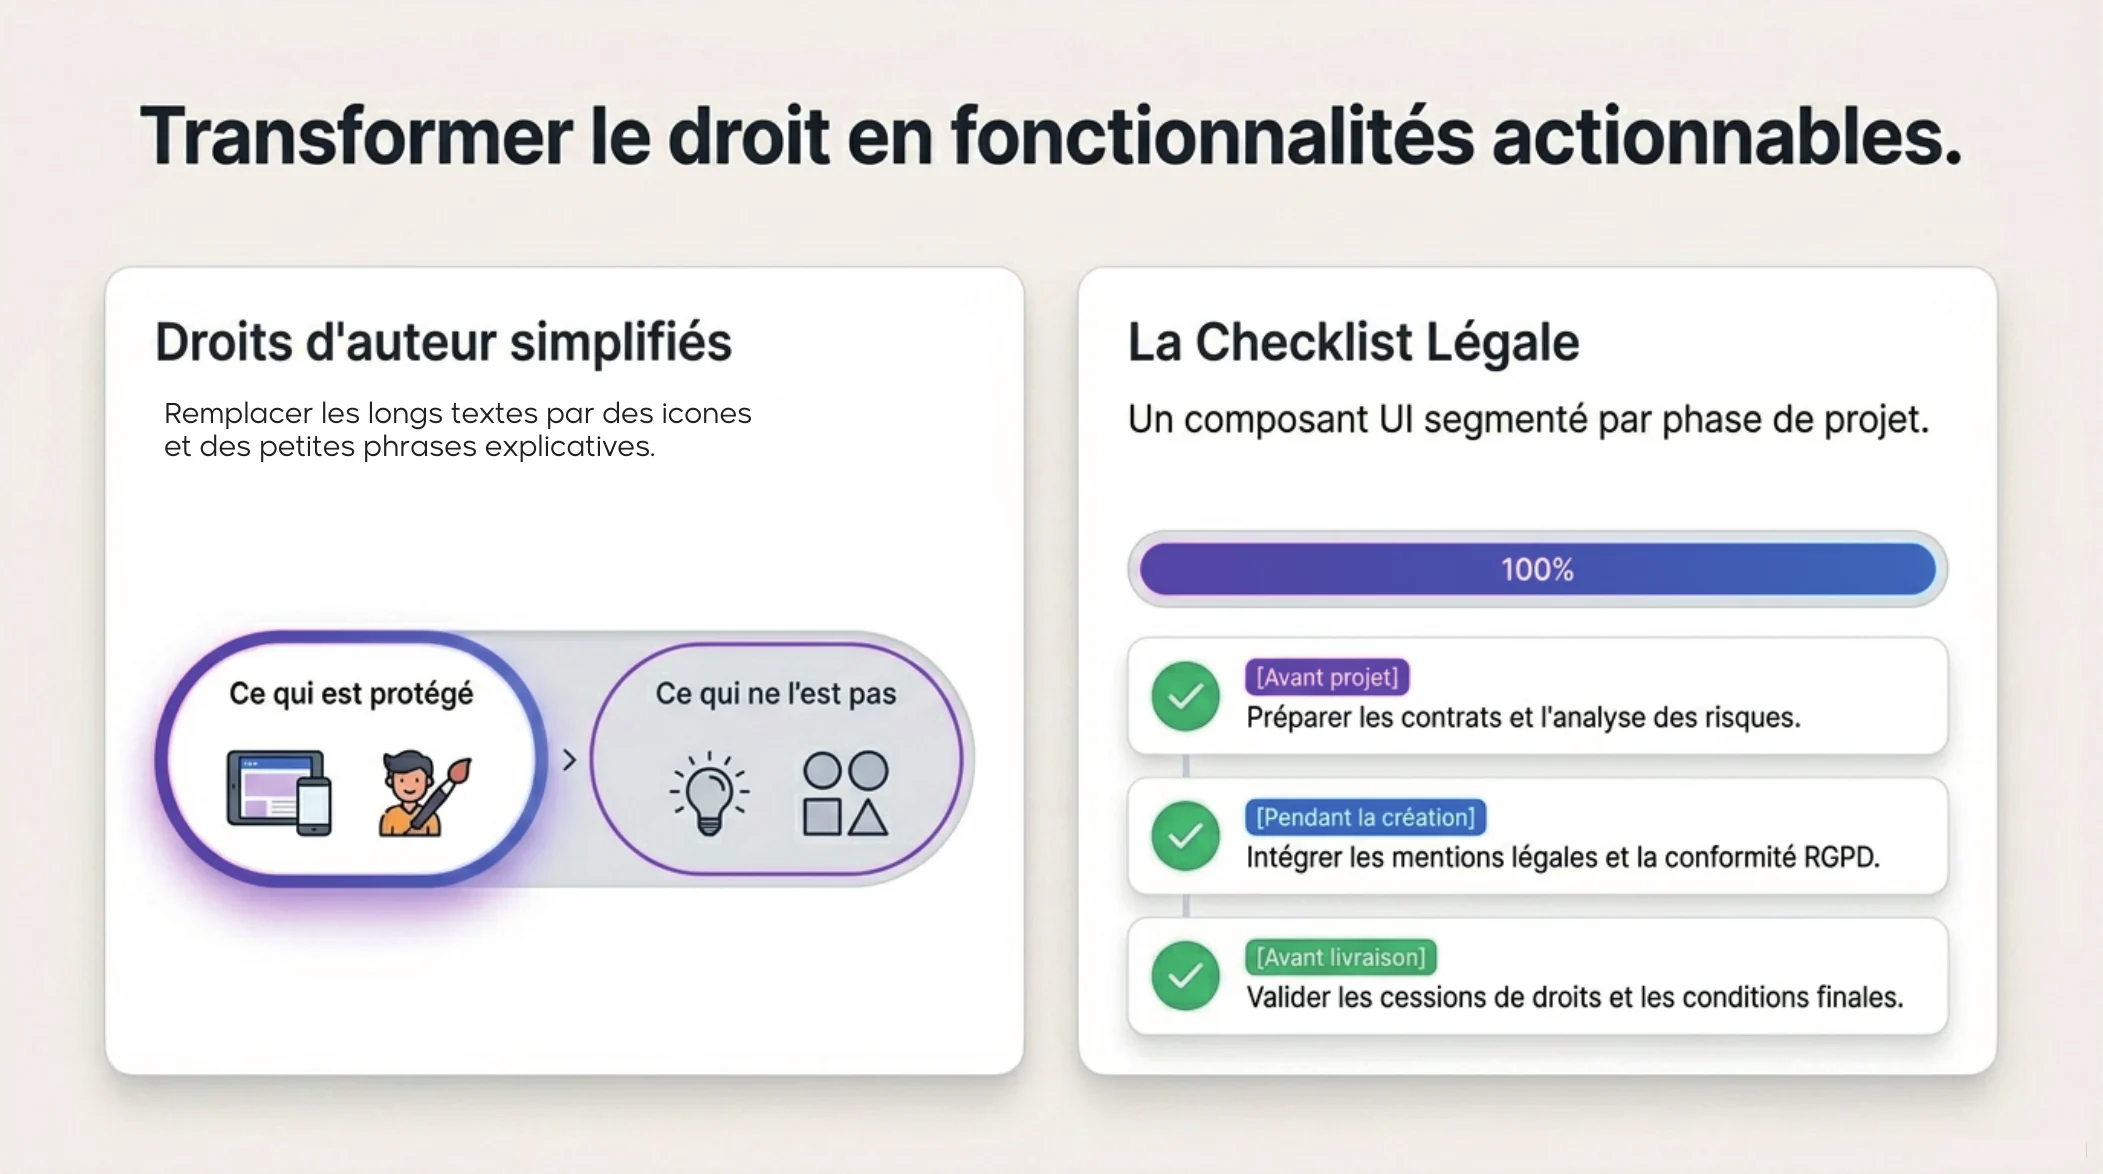 Transformer le droit en fonctionnalités actionnables.
Droits d'auteur simplifiés
Remplacer les longs textes par des icones
et des petites phrases explicatives.
Ce qui est protégé
Ce qui ne l'est pas
La Checklist Légale
Un composant UI segmenté par phase de projet.
100%
[Avant projet]
Préparer les contrats et l'analyse des risques.
[Pendant la création]
Intégrer les mentions légales et la conformité RGPD.
[Avant livraison]
Valider les cessions de droits et les conditions finales.